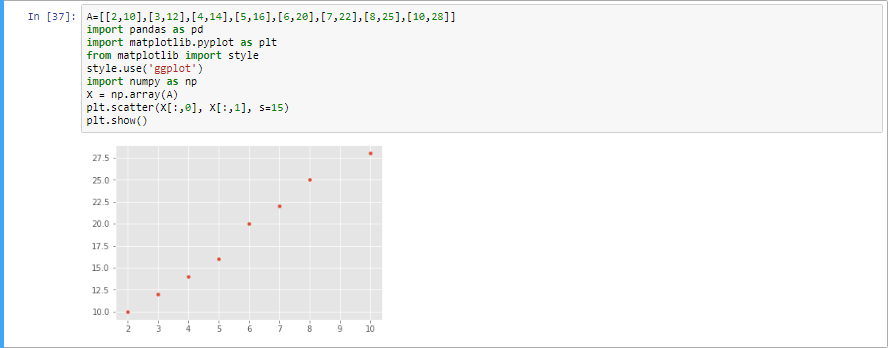 In [37]: A=[[2,10],[3,12],[4,14],[5,16],[6,20],[7,22],[8,25],[10,28]]
import pandas as pd
import matplotlib.pyplot as plt
from matplotlib import style
style.use('ggplot')
import numpy as np
X = np.array(A)
plt.scatter(X[:,0], X[:,1], s=15)
plt.show()
27.5
25.0
22.5
20.0
17.5
15.0
12.5
10.0
2 3 4 5 6 7 8 9 10